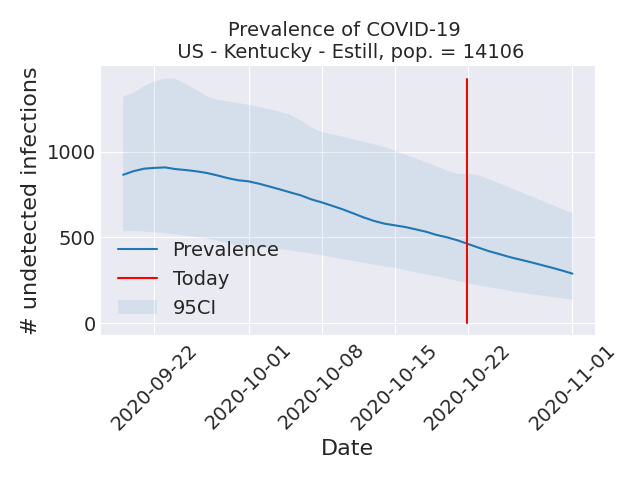 Prevalence of COVID-19
US - Kentucky - Estill, pop. = 14106
# undetected infections
1000
500
0
Prevalence
Today
95CI
2020-09-22
2020-10-01
2020-10-08
2020-10-15
2020-10-22
2020-11-01
Date